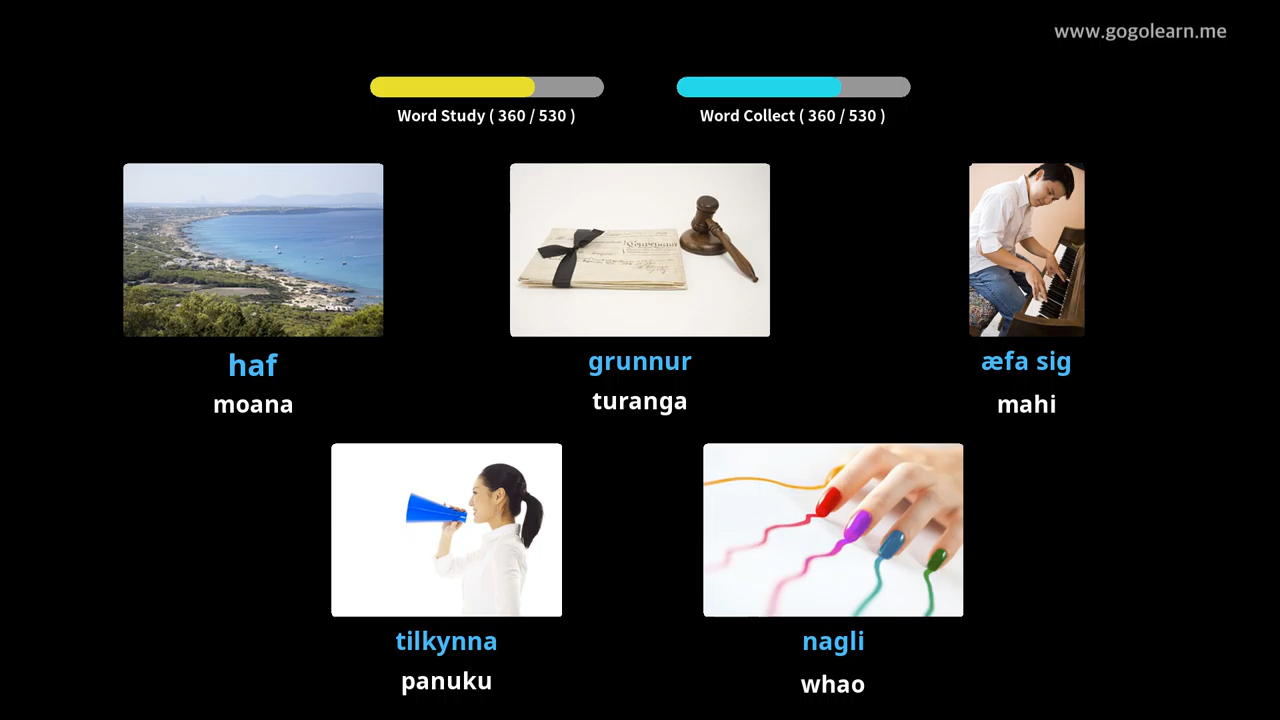 www.gogolearn.me
Word Study ( 360 / 530 )
Word Collect ( 360 / 530 )
haf
moana
grunnur
turanga
æfa sig
mahi
tilkynna
panuku
nagli
whao